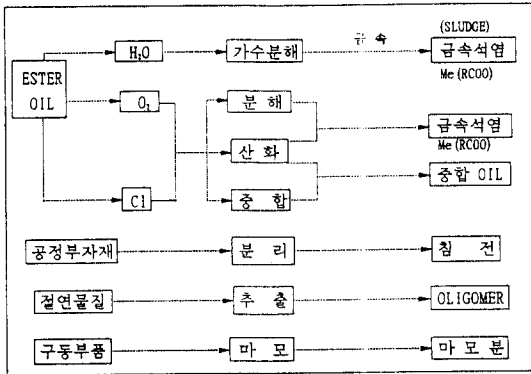 (SLUDGE)
H₂O 가수분해 금속 금속석염
Me (RCOO)
ESTER
OIL
O₂ 분 해
산 화 금속석염
Me (RCOO)
중합 OIL
Cl 중 합
공정부자재 분 리 침 전
절연물질 추 출 OLIGOMER
구동부품 마 모 마 모 분